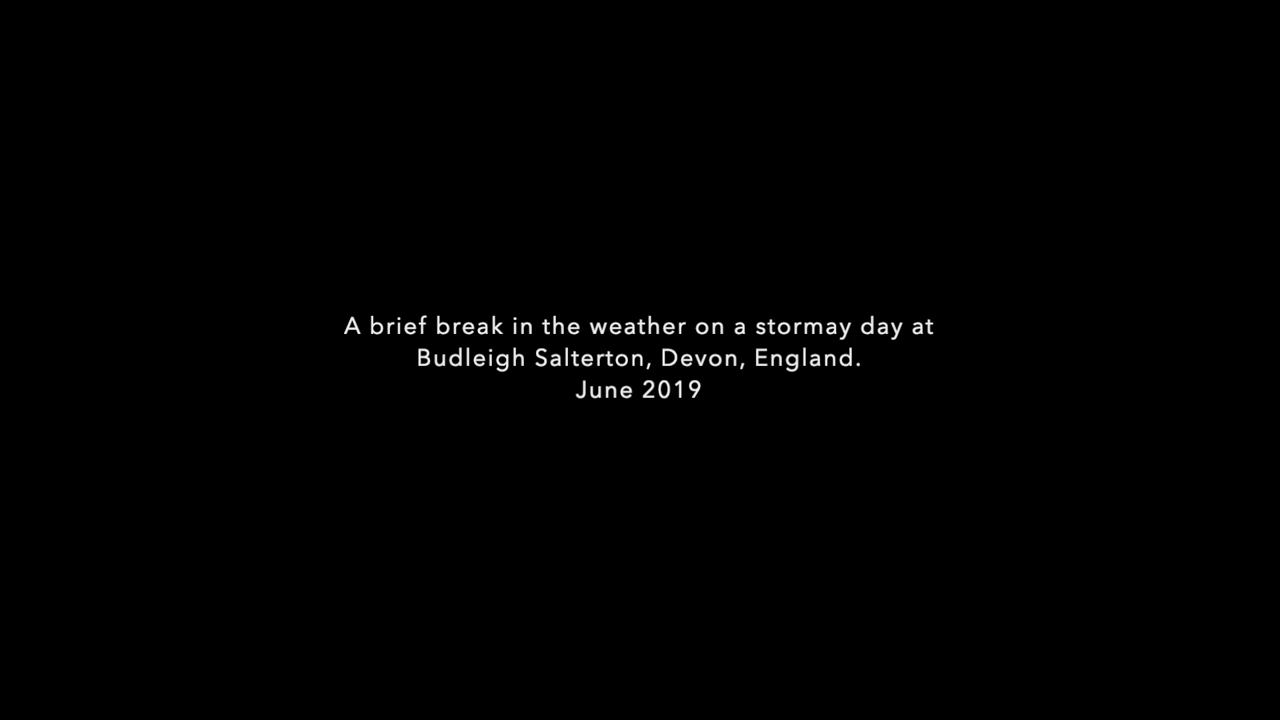 A brief break in the weather on a stormay day at
Budleigh Salterton, Devon, England.
June 2019